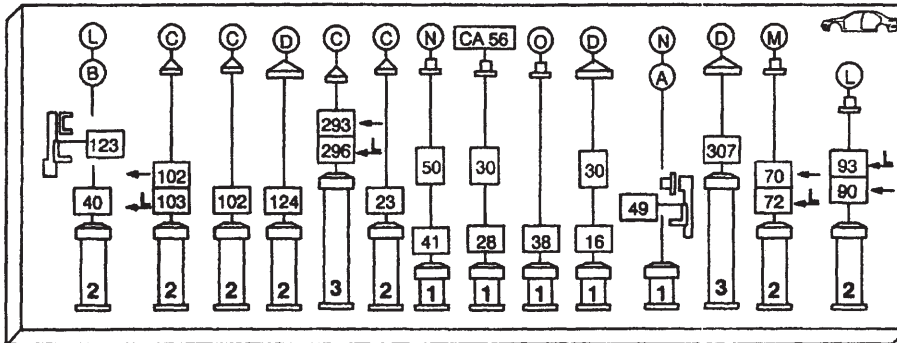 L C C D C C N CA 56 O D N D M
B A L
293
123 296 50 30 30 307 93
102 70 90
40 103 102 124 23 49 72
41 28 38 16
2 2 2 2 3 2 1 1 1 1 1 3 2 2